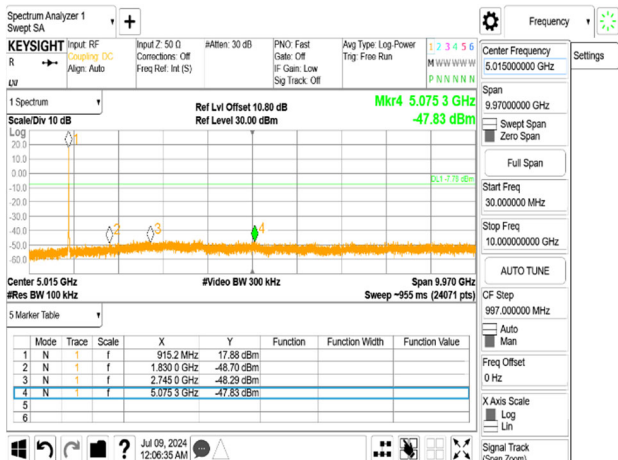 Spectrum Analyzer 1
Swept SA
+
Frequency
KEYSIGHT
R
LXI
Input: RF
Coupling: DC
Align: Auto
Input Z: 50 Ω
Corrections: Off
Freq Ref: Int (S)
#Atten: 30 dB
PNO: Fast
Gate: Off
IF Gain: Low
Sig Track: Off
Avg Type: Log-Power
Trig: Free Run
1 2 3 4 5 6
M W W W W W
P N N N N N
Center Frequency
5.015000000 GHz
Settings
Span
9.97000000 GHz
Swept Span
Zero Span
Full Span
Start Freq
30.000000 MHz
Stop Freq
10.000000000 GHz
AUTO TUNE
CF Step
997.000000 MHz
Auto
Man
Freq Offset
0 Hz
X Axis Scale
Log
Lin
Signal Track
(Span Zoom)
1 Spectrum
Scale/Div 10 dB
Ref Lvl Offset 10.80 dB
Ref Level 30.00 dBm
Mkr4 5.075 3 GHz
-47.83 dBm
Log
20.0
10.0
0.00
-10.0
-20.0
-30.0
-40.0
-50.0
-60.0
1
2
3
4
DL1 -7.78 dBm
Center 5.015 GHz
#Video BW 300 kHz
Span 9.970 GHz
#Res BW 100 kHz
Sweep ~955 ms (24071 pts)
5 Marker Table
Mode Trace Scale X Y Function Function Width Function Value
1 N 1 f 915.2 MHz 17.88 dBm
2 N 1 f 1.830 0 GHz -48.70 dBm
3 N 1 f 2.745 0 GHz -48.29 dBm
4 N 1 f 5.075 3 GHz -47.83 dBm
5
6
?
Jul 09, 2024
12:06:35 AM